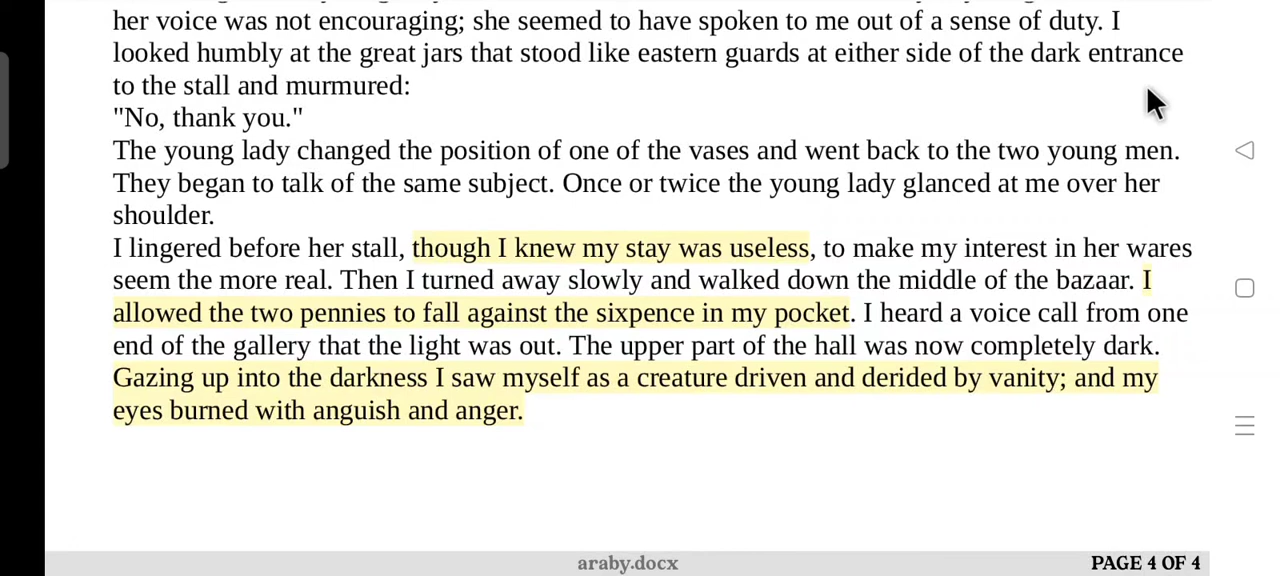 her voice was not encouraging; she seemed to have spoken to me out of a sense of duty. I
looked humbly at the great jars that stood like eastern guards at either side of the dark entrance
to the stall and murmured:
"No, thank you."
The young lady changed the position of one of the vases and went back to the two young men.
They began to talk of the same subject. Once or twice the young lady glanced at me over her
shoulder.
I lingered before her stall, though I knew my stay was useless, to make my interest in her wares
seem the more real. Then I turned away slowly and walked down the middle of the bazaar. I
allowed the two pennies to fall against the sixpence in my pocket. I heard a voice call from one
end of the gallery that the light was out. The upper part of the hall was now completely dark.
Gazing up into the darkness I saw myself as a creature driven and derided by vanity; and my
eyes burned with anguish and anger.
araby.docx
PAGE 4 OF 4